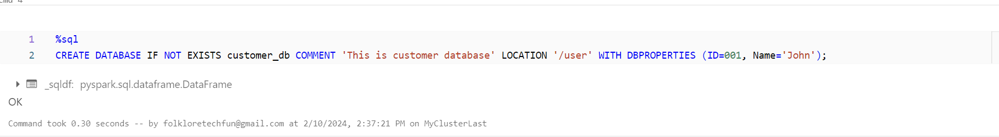 cmd 4
1 %sql
2 CREATE DATABASE IF NOT EXISTS customer_db COMMENT 'This is customer database' LOCATION '/user' WITH DBPROPERTIES (ID=001, Name='John');
_sqldf: pyspark.sql.dataframe.DataFrame
OK
Command took 0.30 seconds -- by folkloretechfun@gmail.com at 2/10/2024, 2:37:21 PM on MyClusterLast